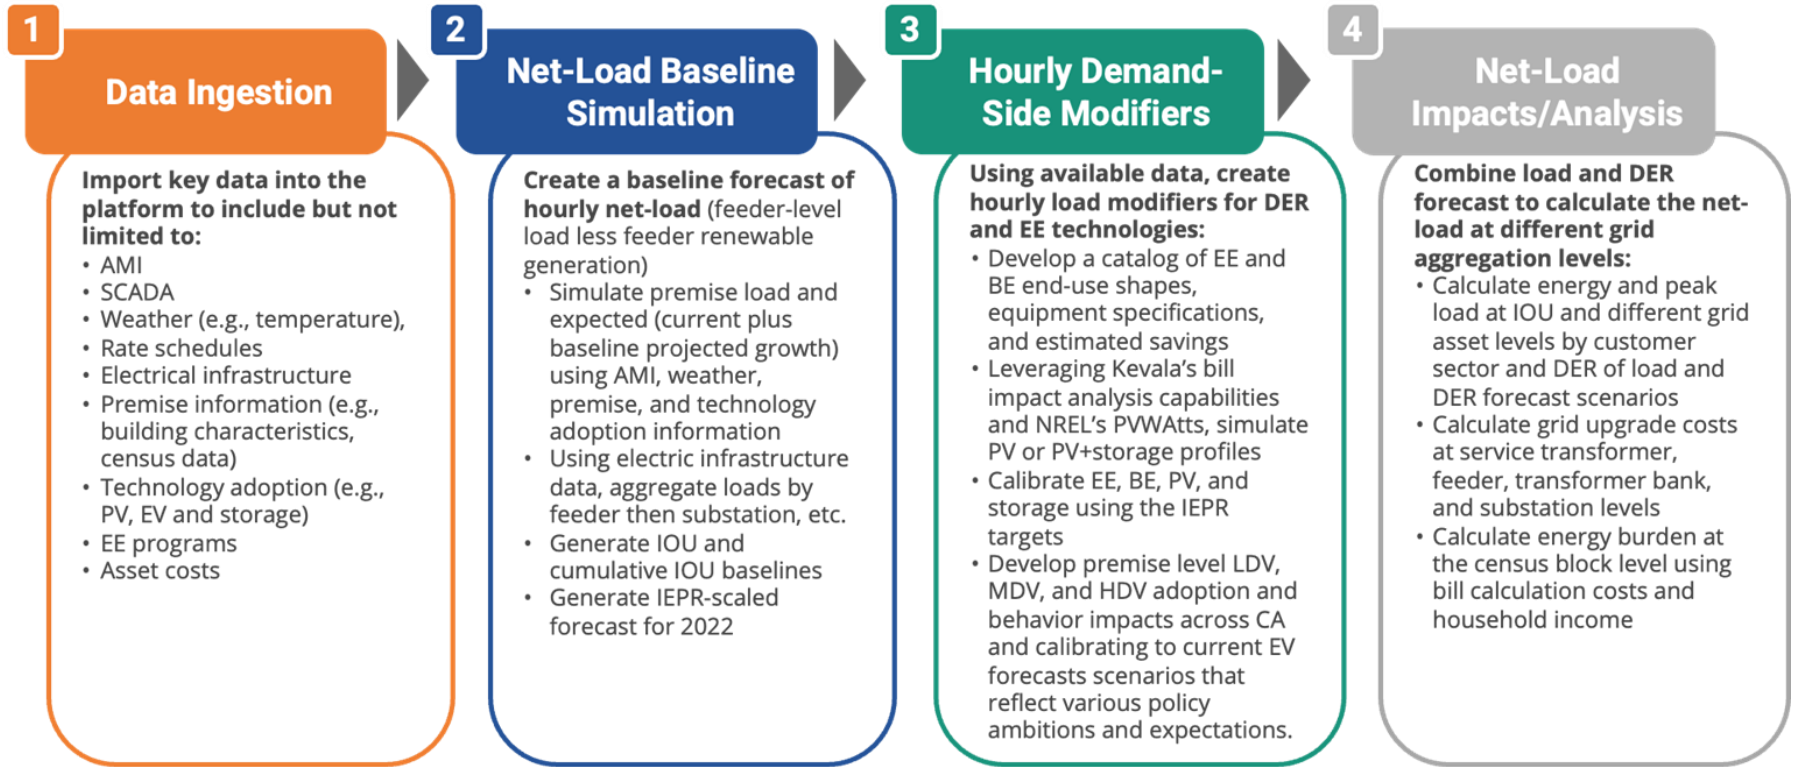 1
Data Ingestion
Import key data into the
platform to include but not
limited to:
• AMI
• SCADA
• Weather (e.g., temperature),
• Rate schedules
• Electrical infrastructure
• Premise information (e.g.,
building characteristics,
census data)
• Technology adoption (e.g.,
PV, EV and storage)
• EE programs
• Asset costs
2
Net-Load Baseline
Simulation
Create a baseline forecast of
hourly net-load (feeder-level
load less feeder renewable
generation)
• Simulate premise load and
expected (current plus
baseline projected growth)
using AMI, weather,
premise, and technology
adoption information
• Using electric infrastructure
data, aggregate loads by
feeder then substation, etc.
• Generate IOU and
cumulative IOU baselines
• Generate IEPR-scaled
forecast for 2022
3
Hourly Demand-
Side Modifiers
Using available data, create
hourly load modifiers for DER
and EE technologies:
• Develop a catalog of EE and
BE end-use shapes,
equipment specifications,
and estimated savings
• Leveraging Kevala's bill
impact analysis capabilities
and NREL's PVWAtts, simulate
PV or PV+storage profiles
• Calibrate EE, BE, PV, and
storage using the IEPR
targets
• Develop premise level LDV,
MDV, and HDV adoption and
behavior impacts across CA
and calibrating to current EV
forecasts scenarios that
reflect various policy
ambitions and expectations.
4
Net-Load
Impacts/Analysis
Combine load and DER
forecast to calculate the net-
load at different grid
aggregation levels:
• Calculate energy and peak
load at IOU and different grid
asset levels by customer
sector and DER of load and
DER forecast scenarios
• Calculate grid upgrade costs
at service transformer,
feeder, transformer bank,
and substation levels
• Calculate energy burden at
the census block level using
bill calculation costs and
household income